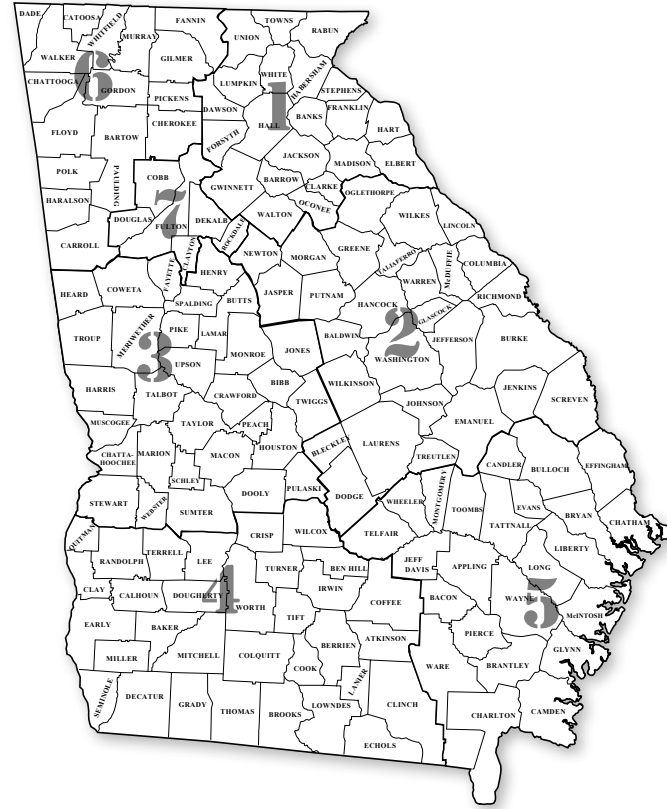 DADE
CATOOSA
WHITFIELD
MURRAY
FANNIN
UNION
TOWNS
RABUN
WALKER
GILMER
CHATTOOGA
GORDON
PICKENS
6
LUMPKIN
WHITE
HABERSHAM
STEPHENS
DAWSON
HALL
1
BANKS
FRANKLIN
HART
FLOYD
BARTOW
CHEROKEE
FORSYTH
JACKSON
MADISON
ELBERT
POLK
PAULDING
COBB
GWINNETT
BARROW
CLARKE
OCONEE
OGLETHORPE
HARALSON
DOUGLAS
7
FULTON
DEKALB
ROCKDALE
WALTON
WILKES
LINCOLN
CARROLL
CLAYTON
NEWTON
MORGAN
GREENE
TALIAFERRO
McDUFFIE
COLUMBIA
WARREN
RICHMOND
HEARD
COWETA
FAYETTE
HENRY
SPALDING
BUTTS
JASPER
PUTNAM
HANCOCK
GLASCOCK
TROUP
MERIWETHER
PIKE
LAMAR
MONROE
JONES
BALDWIN
2
WASHINGTON
JEFFERSON
BURKE
3
UPSON
HARRIS
TALBOT
CRAWFORD
BIBB
TWIGGS
WILKINSON
JOHNSON
JENKINS
SCREVEN
MUSCOGEE
TAYLOR
PEACH
EMANUEL
CHATTA-
HOOCHEE
MARION
MACON
HOUSTON
BLECKLEY
LAURENS
TREUTLEN
CANDLER
BULLOCH
EFFINGHAM
SCHLEY
DOOLY
PULASKI
DODGE
STEWART
WEBSTER
SUMTER
WHEELER
MONTGOMERY
TOOMBS
EVANS
BRYAN
CHATHAM
TATTNALL
QUITMAN
RANDOLPH
TERRELL
LEE
CRISP
WILCOX
TELFAIR
LIBERTY
TURNER
BEN HILL
JEFF
DAVIS
APPLING
LONG
CLAY
CALHOUN
DOUGHERTY
4
WORTH
IRWIN
COFFEE
BACON
WAYNE
5
McINTOSH
EARLY
BAKER
TIFT
PIERCE
MILLER
MITCHELL
COLQUITT
BERRIEN
ATKINSON
COOK
WARE
BRANTLEY
GLYNN
SEMINOLE
DECATUR
GRADY
THOMAS
BROOKS
LOWNDES
LANIER
CLINCH
CHARLTON
CAMDEN
ECHOLS